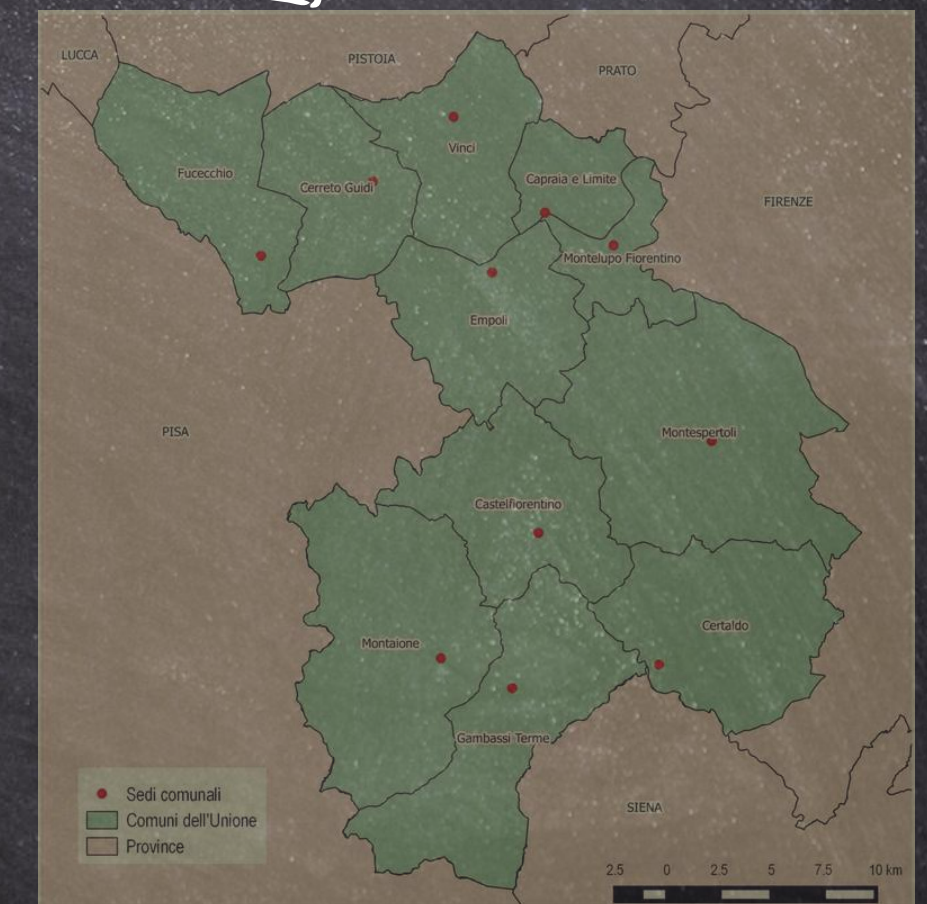 LUCCA
PISTOIA
PRATO
Vinci
Fucecchio
Cerreto Guidi
Capraia e Limite
FIRENZE
Montelupo Fiorentino
Empoli
PISA
Montespertoli
Castelfiorentino
Certaldo
Montaione
Gambassi Terme
SIENA
Sedi comunali
Comuni dell'Unione
Province
2.5 0 2.5 5 7.5 10 km